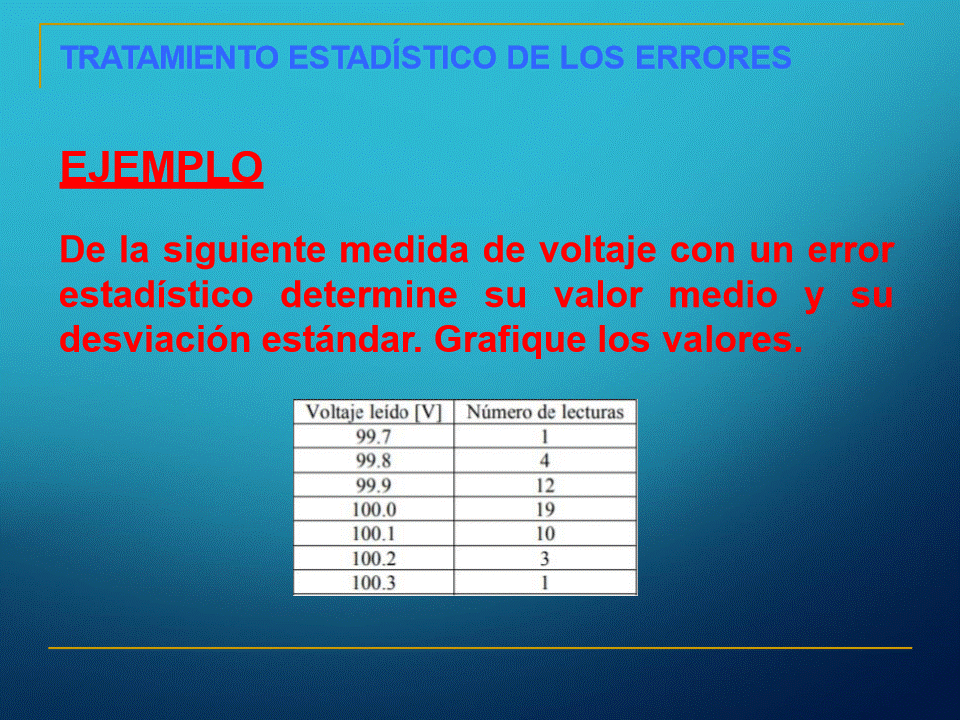 TRATAMIENTO ESTADÍSTICO DE LOS ERRORES
EJEMPLO
De la siguiente medida de voltaje con un error
estadístico determine su valor medio y su
desviación estándar. Grafique los valores.
Voltaje leído [V] Número de lecturas
99.7 1
99.8 4
99.9 12
100.0 19
100.1 10
100.2 3
100.3 1